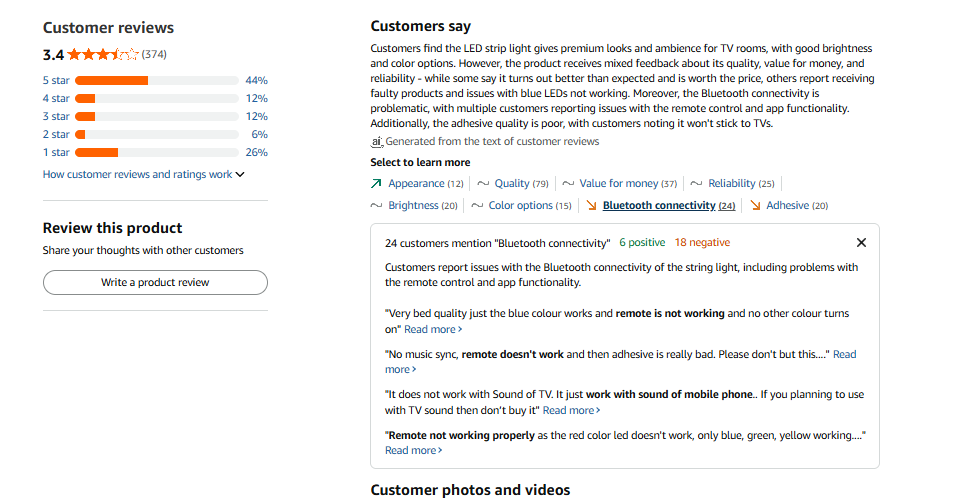 Customer reviews
3.4 (374)
5 star 44%
4 star 12%
3 star 12%
2 star 6%
1 star 26%
How customer reviews and ratings work
Review this product
Share your thoughts with other customers
Write a product review
Customers say
Customers find the LED strip light gives premium looks and ambience for TV rooms, with good brightness
and color options. However, the product receives mixed feedback about its quality, value for money, and
reliability - while some say it turns out better than expected and is worth the price, others report receiving
faulty products and issues with blue LEDs not working. Moreover, the Bluetooth connectivity is
problematic, with multiple customers reporting issues with the remote control and app functionality.
Additionally, the adhesive quality is poor, with customers noting it won't stick to TVs.
ai Generated from the text of customer reviews
Select to learn more
Appearance (12) Quality (79) Value for money (37) Reliability (25)
Brightness (20) Color options (15) Bluetooth connectivity (24) Adhesive (20)
24 customers mention "Bluetooth connectivity" 6 positive 18 negative
Customers report issues with the Bluetooth connectivity of the string light, including problems with
the remote control and app functionality.
"Very bed quality just the blue colour works and remote is not working and no other colour turns
on" Read more
"No music sync, remote doesn't work and then adhesive is really bad. Please don't but this...." Read
more
"It does not work with Sound of TV. It just work with sound of mobile phone.. If you planning to use
with TV sound then don't buy it" Read more
"Remote not working properly as the red color led doesn't work, only blue, green, yellow working...."
Read more
Customer photos and videos